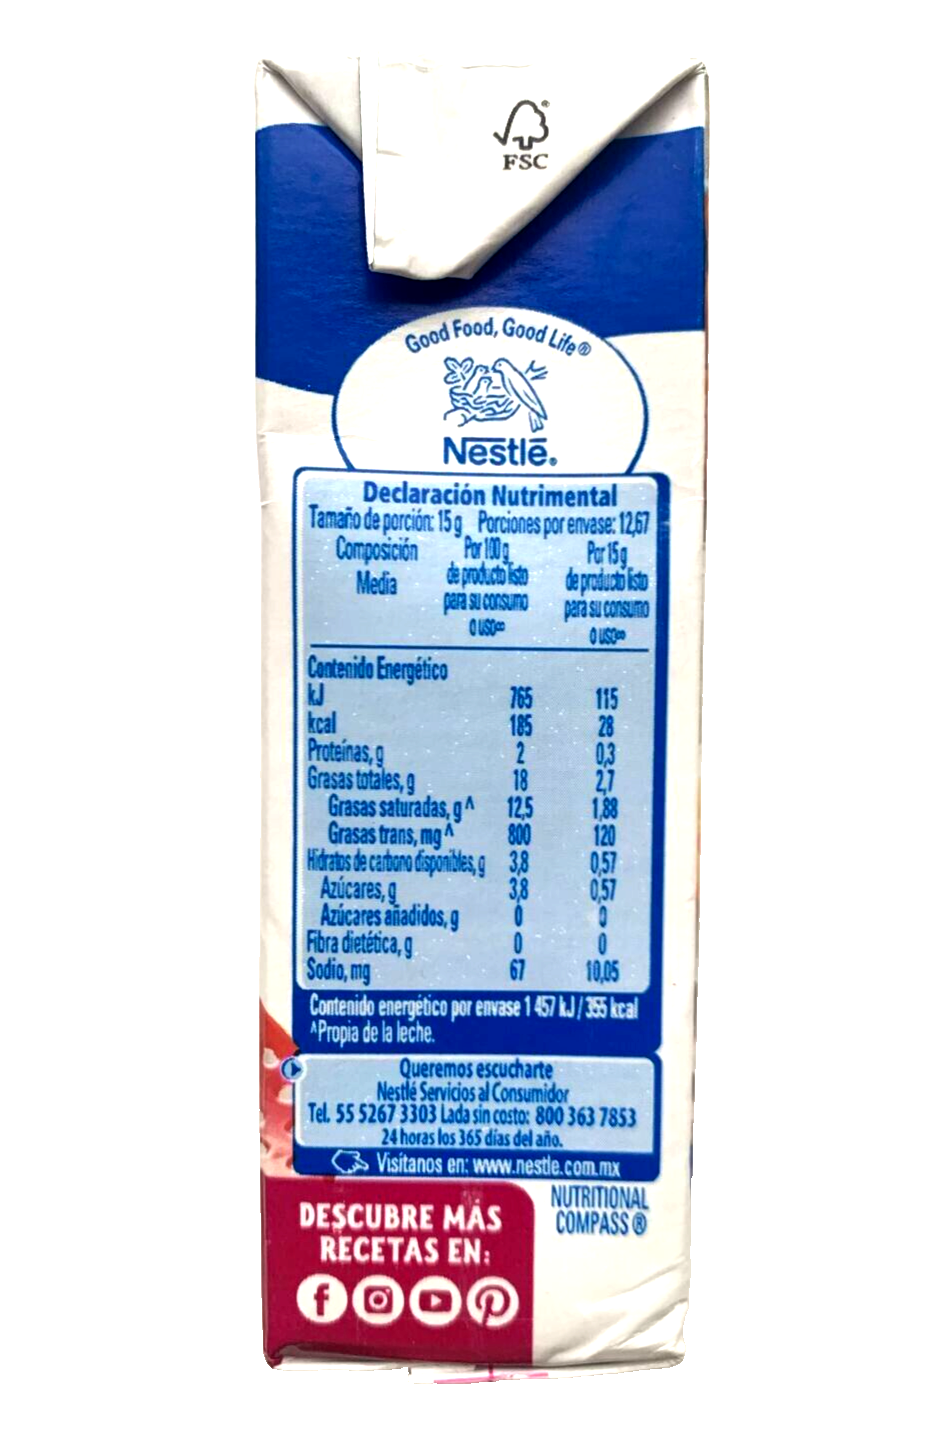 FSC
Good Food, Good Life®
Nestlé®
Declaración Nutrimental
Tamaño de porción: 15 g Porciones por envase: 12,67
Composición Media Por 100 g de producto listo para su consumo o uso∞ Por 15 g de producto listo para su consumo o uso∞
Contenido Energético
kJ 765 115
kcal 185 28
Proteínas, g 2 0,3
Grasas totales, g 18 2,7
Grasas saturadas, g ^ 12,5 1,88
Grasas trans, mg ^ 800 120
Hidratos de carbono disponibles, g 3,8 0,57
Azúcares, g 3,8 0,57
Azúcares añadidos, g 0 0
Fibra dietética, g 0 0
Sodio, mg 67 10,05
Contenido energético por envase 1 457 kJ / 355 kcal
^Propia de la leche.
Queremos escucharte
Nestlé Servicios al Consumidor
Tel. 55 5267 3303 Lada sin costo: 800 363 7853
24 horas los 365 días del año.
Visítanos en: www.nestle.com.mx
NUTRITIONAL
COMPASS ®
DESCUBRE MÁS
RECETAS EN: